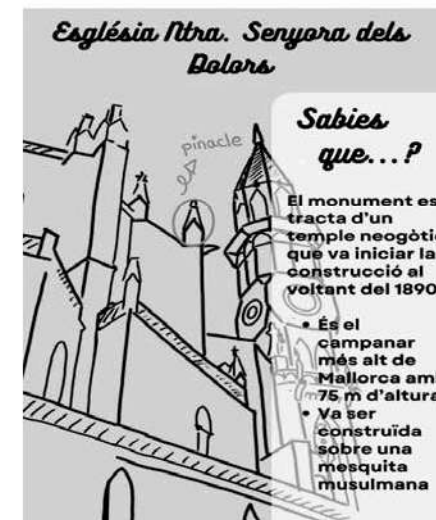 Església Ntra. Senyora dels
Dolors
pinacle
Sabies
que...?
El monument es
tracta d'un
temple neogòtic
que va iniciar la
construcció al
voltant del 1890
• És el
campanar
més alt de
Mallorca amb
75 m d'altura
• Va ser
construïda
sobre una
mesquita
musulmana